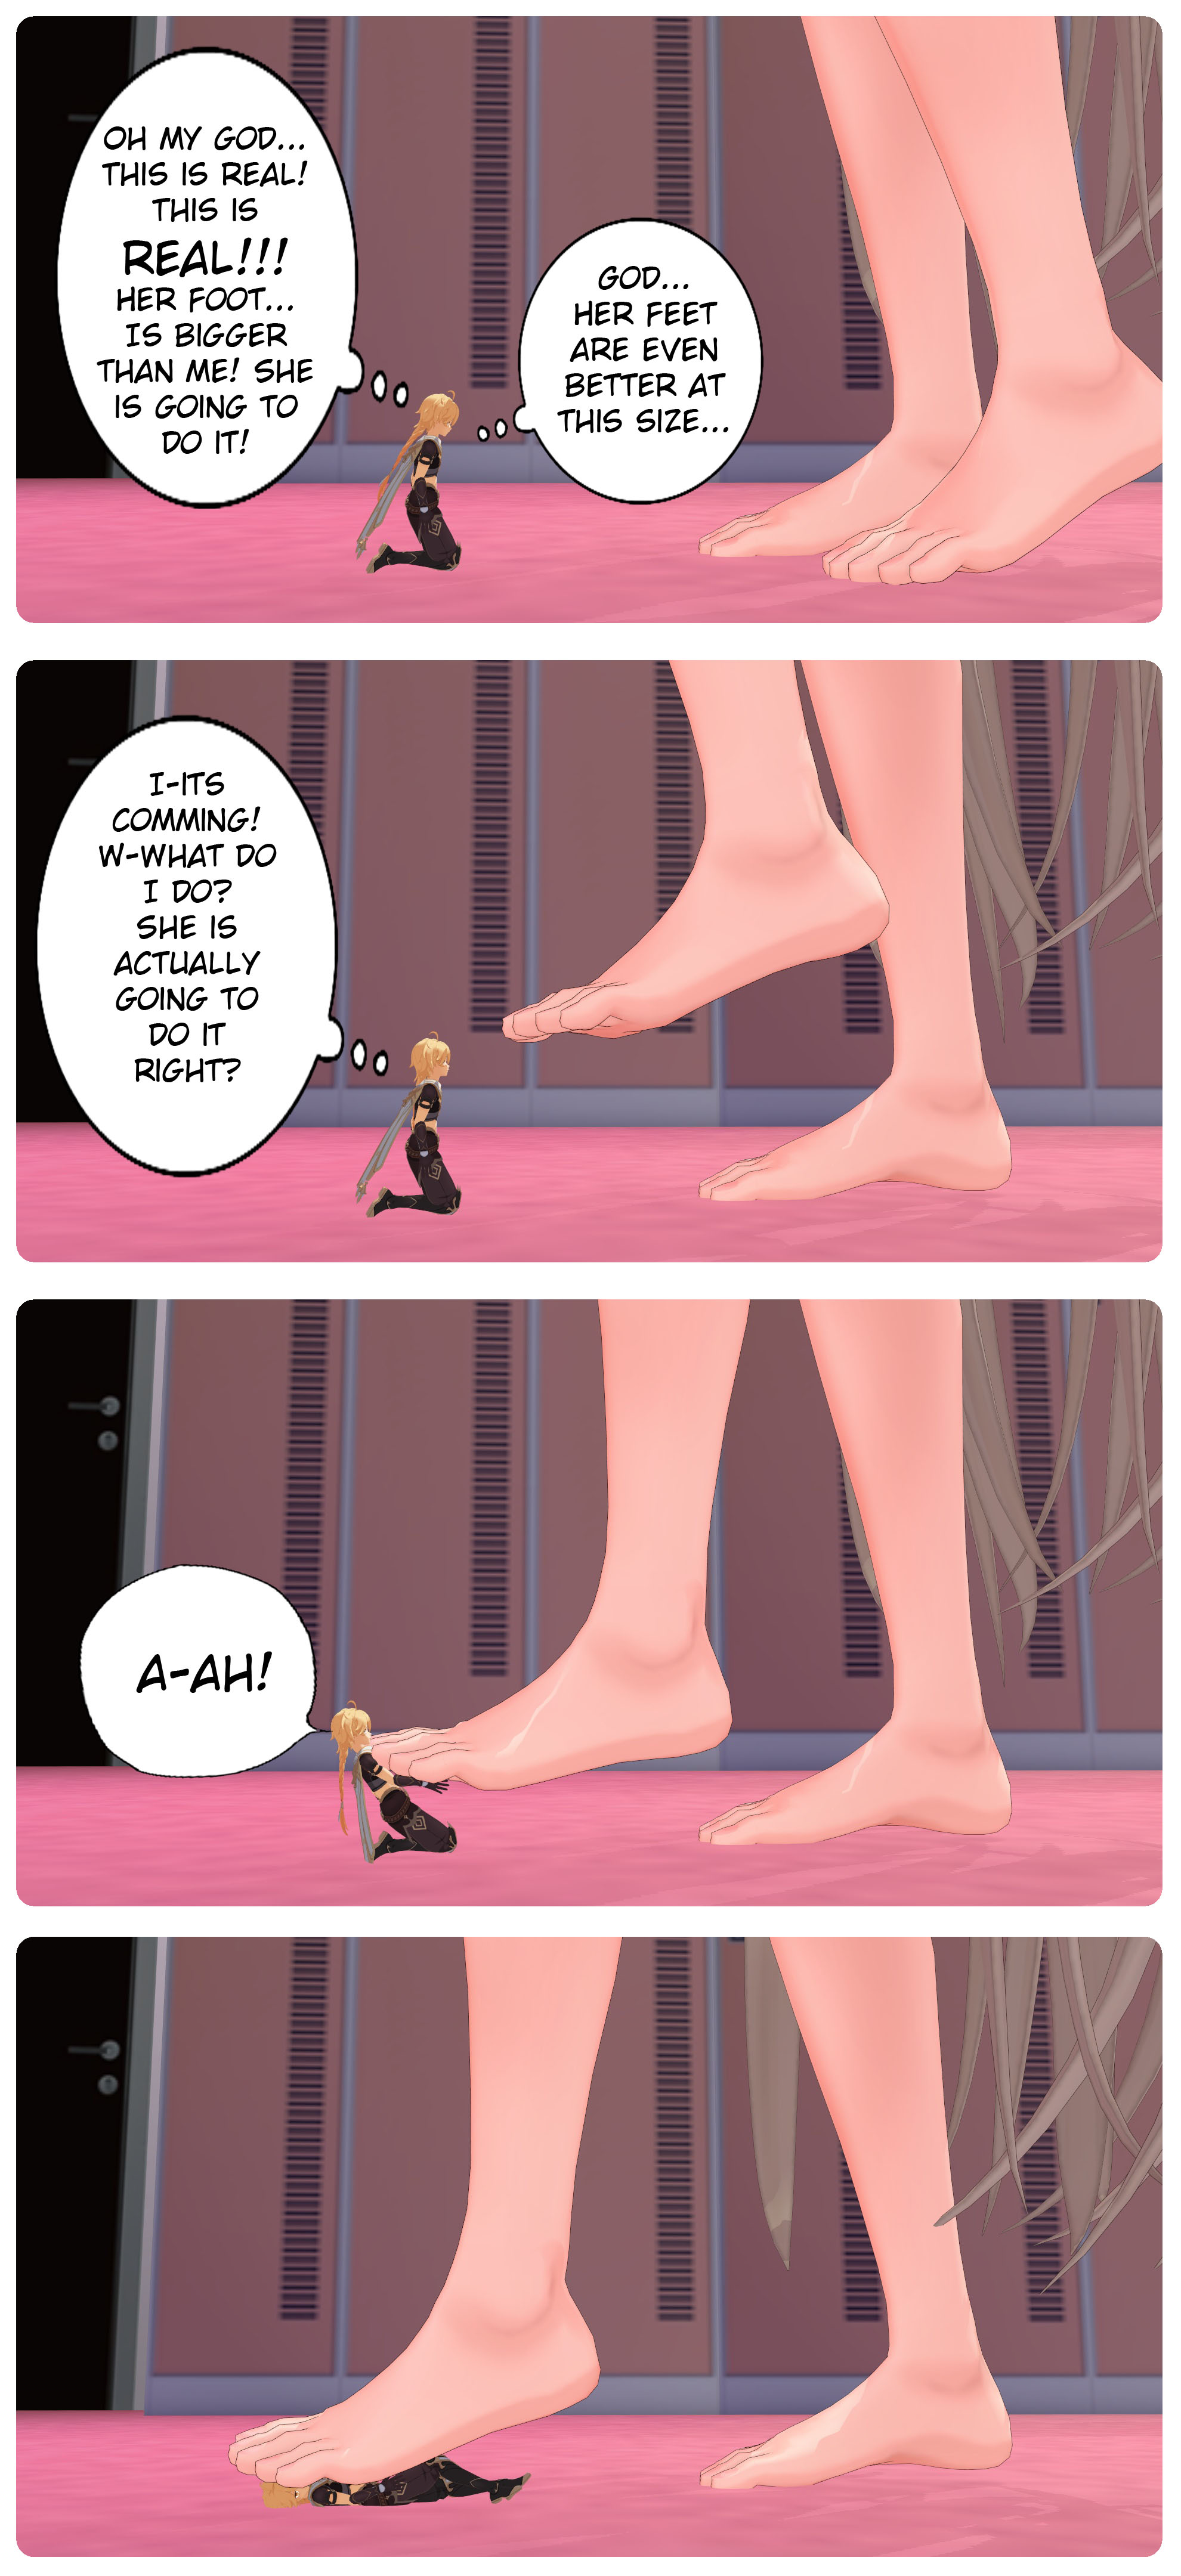 OH MY GOD...
THIS IS REAL!
THIS IS
REAL!!!
HER FOOT...
IS BIGGER
THAN ME! SHE
IS GOING TO
DO IT!
GOD...
HER FEET
ARE EVEN
BETTER AT
THIS SIZE...
I-ITS
COMMING!
W-WHAT DO
I DO?
SHE IS
ACTUALLY
GOING TO
DO IT
RIGHT?
A-AH!